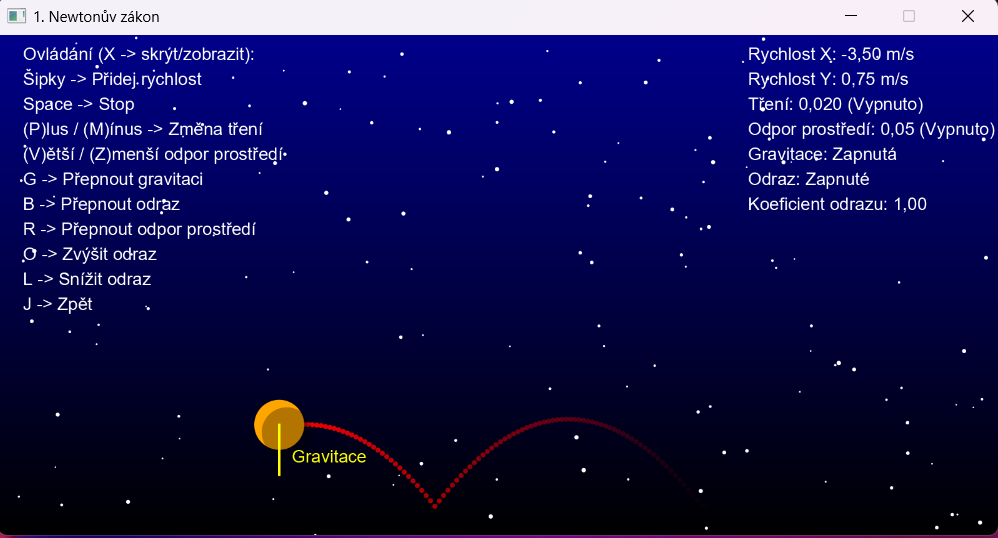 1. Newtonův zákon
Ovládání (X -> skrýt/zobrazit):
Šipky -> Přidej rychlost
Space -> Stop
(P)lus / (M)ínus -> Změna tření
(V)ětší / (Z)menší odpor prostředí
G -> Přepnout gravitaci
B -> Přepnout odraz
R -> Přepnout odpor prostředí
O -> Zvýšit odraz
L -> Snížit odraz
J -> Zpět
Rychlost X: -3,50 m/s
Rychlost Y: 0,75 m/s
Tření: 0,020 (Vypnuto)
Odpor prostředí: 0,05 (Vypnuto)
Gravitace: Zapnutá
Odraz: Zapnuté
Koeficient odrazu: 1,00
Gravitace